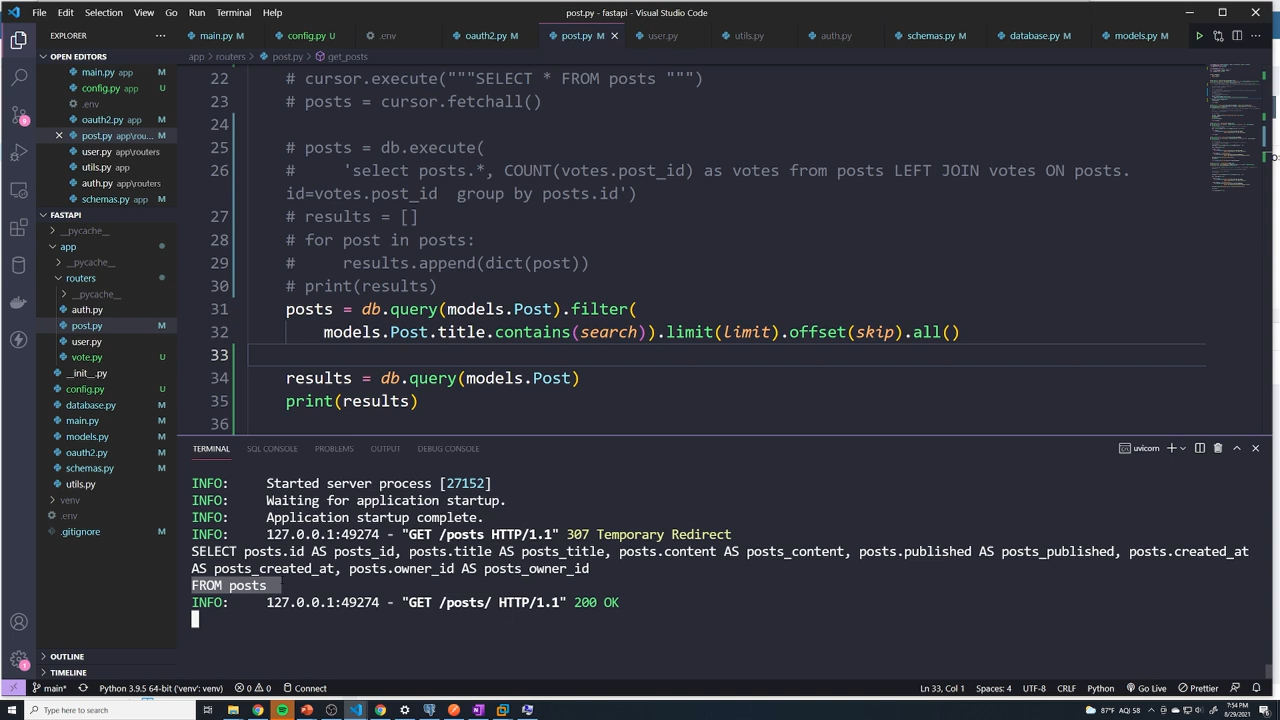 File Edit Selection View Go Run Terminal Help
post.py - fastapi - Visual Studio Code
EXPLORER
main.py M
config.py U
.env
oauth2.py M
post.py M
user.py
utils.py
auth.py
schemas.py M
database.py M
models.py M
app > routers > post.py > get_posts
OPEN EDITORS
main.py app M
config.py app U
.env
oauth2.py app M
post.py app\rou... M
user.py app\routers
utils.py app
auth.py app\routers
schemas.py app M
FASTAPI
__pycache__
app
__pycache__
routers
__pycache__
auth.py
post.py M
user.py
vote.py U
__init__.py
config.py U
database.py M
main.py M
models.py M
oauth2.py M
schemas.py M
utils.py
venv
.env
.gitignore
OUTLINE
TIMELINE
22 # cursor.execute("""SELECT * FROM posts """)
23 # posts = cursor.fetchall()
24
25 # posts = db.execute(
26 # 'select posts.*, COUNT(votes.post_id) as votes from posts LEFT JOIN votes ON posts.
id=votes.post_id group by posts.id')
27 # results = []
28 # for post in posts:
29 # results.append(dict(post))
30 # print(results)
31 posts = db.query(models.Post).filter(
32 models.Post.title.contains(search)).limit(limit).offset(skip).all()
33
34 results = db.query(models.Post)
35 print(results)
36
TERMINAL SQL CONSOLE PROBLEMS OUTPUT DEBUG CONSOLE
uvicorn
INFO: Started server process [27152]
INFO: Waiting for application startup.
INFO: Application startup complete.
INFO: 127.0.0.1:49274 - "GET /posts HTTP/1.1" 307 Temporary Redirect
SELECT posts.id AS posts_id, posts.title AS posts_title, posts.content AS posts_content, posts.published AS posts_published, posts.created_at
AS posts_created_at, posts.owner_id AS posts_owner_id
FROM posts
INFO: 127.0.0.1:49274 - "GET /posts/ HTTP/1.1" 200 OK
main* Python 3.9.5 64-bit ('venv': venv) 0 0 Connect
Ln 33, Col 1 Spaces: 4 UTF-8 CRLF Python Go Live Prettier
Type here to search
87°F AQI 58
7:54 PM
8/29/2021